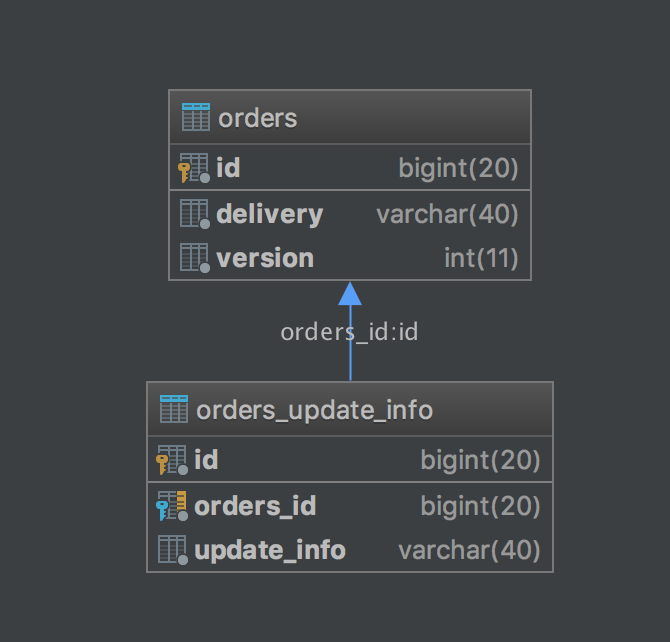 orders
id bigint(20)
delivery varchar(40)
version int(11)
orders_id:id
orders_update_info
id bigint(20)
orders_id bigint(20)
update_info varchar(40)